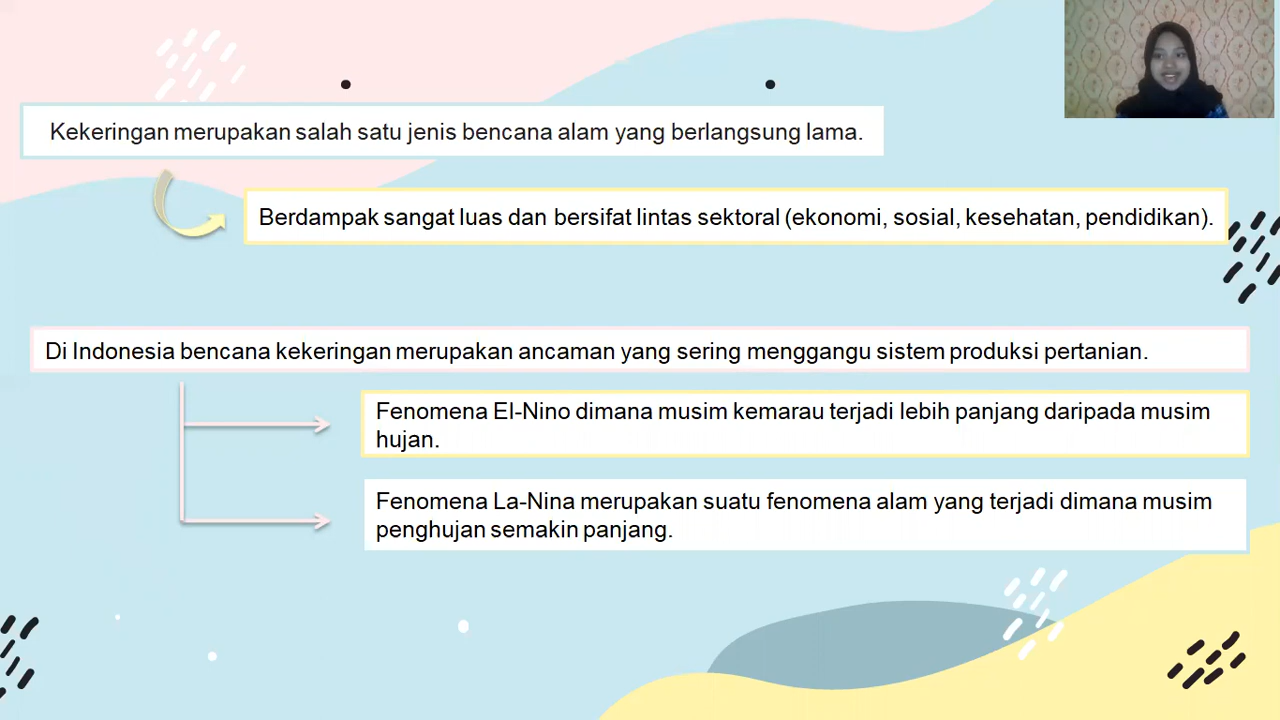 Kekeringan merupakan salah satu jenis bencana alam yang berlangsung lama.
Berdampak sangat luas dan bersifat lintas sektoral (ekonomi, sosial, kesehatan, pendidikan).
Di Indonesia bencana kekeringan merupakan ancaman yang sering menggangu sistem produksi pertanian.
Fenomena El-Nino dimana musim kemarau terjadi lebih panjang daripada musim
hujan.
Fenomena La-Nina merupakan suatu fenomena alam yang terjadi dimana musim
penghujan semakin panjang.